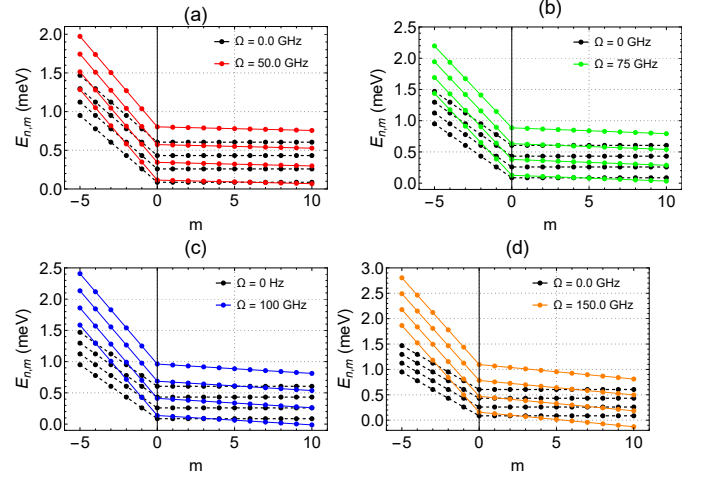 (a)
Ω = 0.0 GHz
Ω = 50.0 GHz
E_{n,m} (meV)
2.0
1.5
1.0
0.5
0.0
−5
0
5
10
m
(b)
Ω = 0 GHz
Ω = 75 GHz
E_{n,m} (meV)
2.5
2.0
1.5
1.0
0.5
0.0
−5
0
5
10
m
(c)
Ω = 0 Hz
Ω = 100 GHz
E_{n,m} (meV)
2.5
2.0
1.5
1.0
0.5
0.0
−5
0
5
10
m
(d)
Ω = 0.0 GHz
Ω = 150.0 GHz
E_{n,m} (meV)
3.0
2.5
2.0
1.5
1.0
0.5
0.0
−5
0
5
10
m